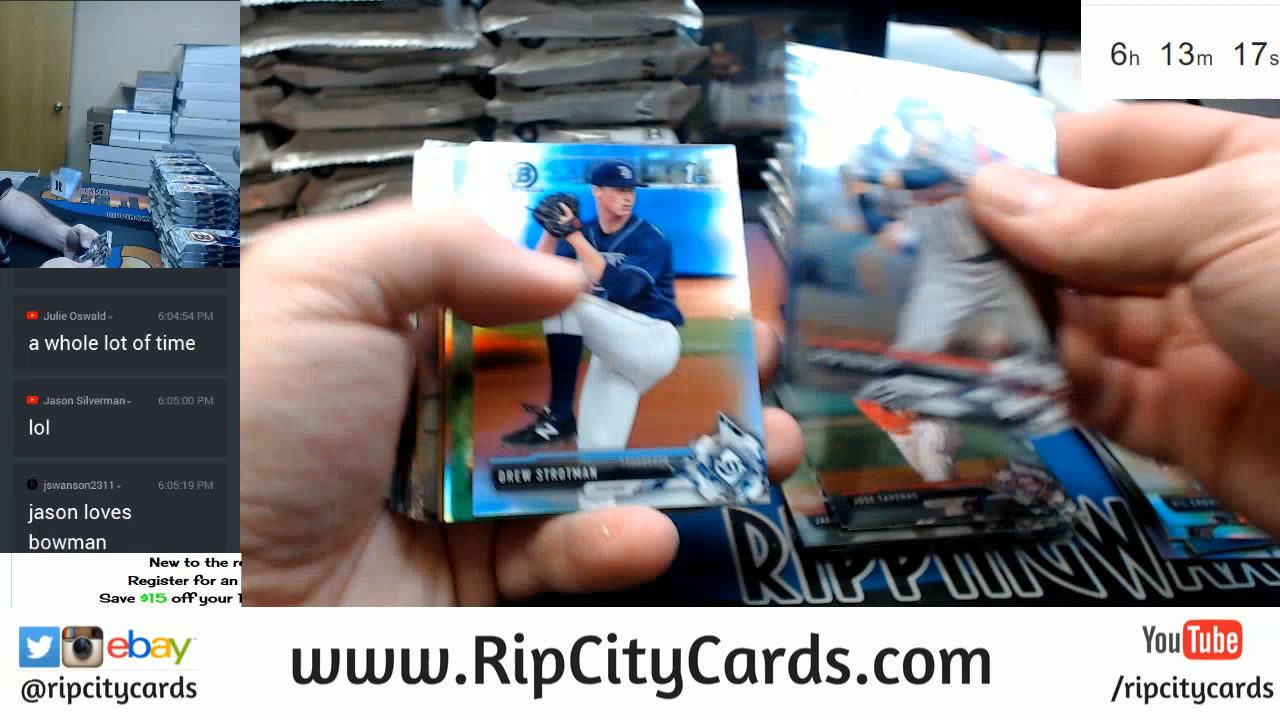 6h 13m 17s
B
1st
DREW STROTMAN
JOSE TAVERAS
RIPPIN
Julie Oswald
6:04:54 PM
a whole lot of time
Jason Silverman
6:05:00 PM
lol
jswanson2311
6:05:19 PM
jason loves
bowman
New to the
Register for an
Save $15 off your
ebay
@ripcitycards
www.RipCityCards.com
YouTube
/ripcitycards